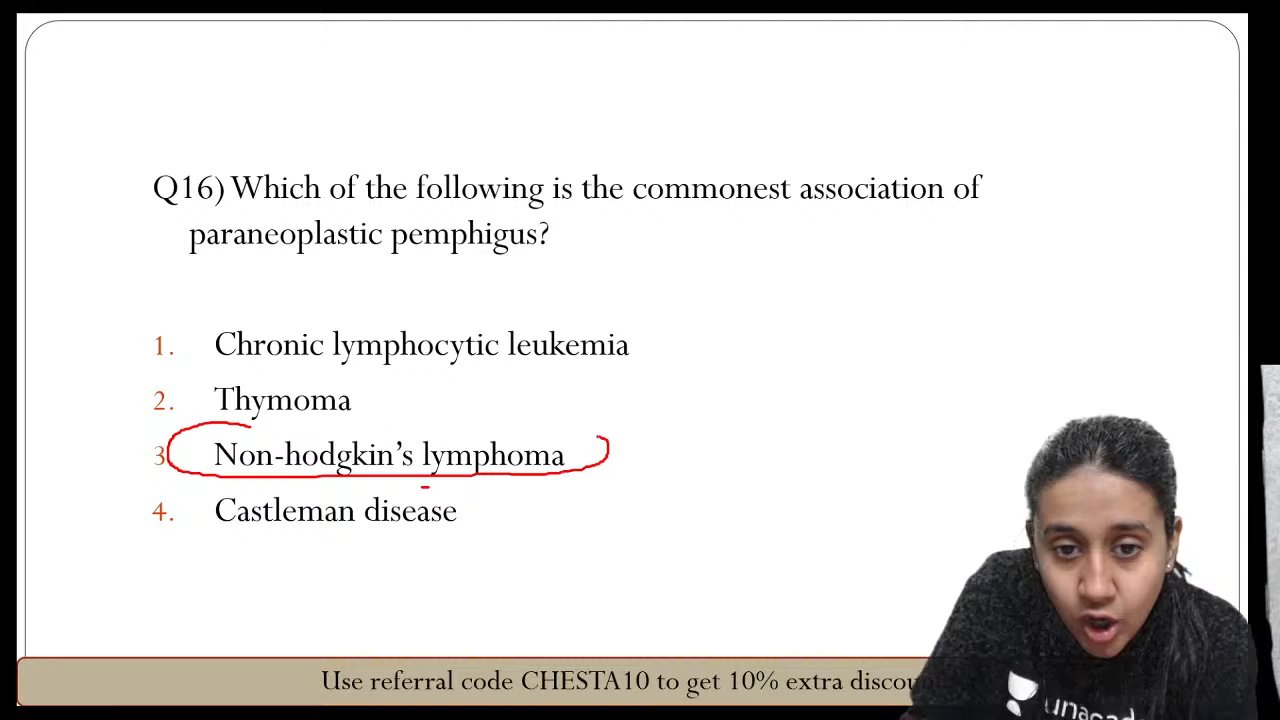 Q16) Which of the following is the commonest association of
paraneoplastic pemphigus?
1. Chronic lymphocytic leukemia
2. Thymoma
3 Non-hodgkin’s lymphoma
4. Castleman disease
Use referral code CHESTA10 to get 10% extra